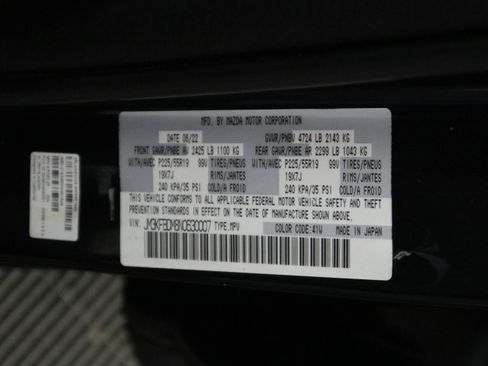 MFD. BY MAZDA MOTOR CORPORATION
DATE 06/22 GVWR/PNBV 4724 LB 2143 KG
FRONT GAWR/PNBE AV 2425 LB 1100 KG REAR GAWR/PNBE AR 2299 LB 1043 KG
WITH/AVEC P225/55R19 99V TIRES/PNEUS WITH/AVEC P225/55R19 99V TIRES/PNEUS
19X7J RIMS/JANTES 19X7J RIMS/JANTES
240 KPA/35 PSI COLD/A FROID 240 KPA/35 PSI COLD/A FROID
THIS VEHICLE CONFORMS TO ALL APPLICABLE FEDERAL MOTOR VEHICLE SAFETY AND THEFT
PREVENTION STANDARDS IN EFFECT ON THE DATE OF MANUFACTURE SHOWN ABOVE.
VIN: TYPE:MPV COLOR CODE:41W MADE IN JAPAN